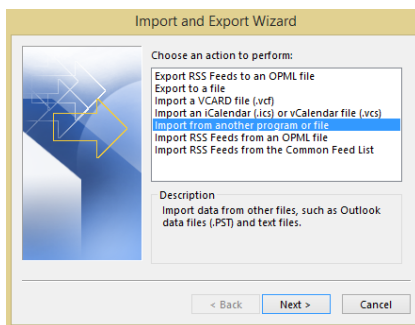 Import and Export Wizard
Choose an action to perform:
Export RSS Feeds to an OPML file
Export to a file
Import a VCARD file (.vcf)
Import an iCalendar (.ics) or vCalendar file (.vcs)
Import from another program or file
Import RSS Feeds from an OPML file
Import RSS Feeds from the Common Feed List
Description
Import data from other files, such as Outlook
data files (.PST) and text files.
< Back
Next >
Cancel